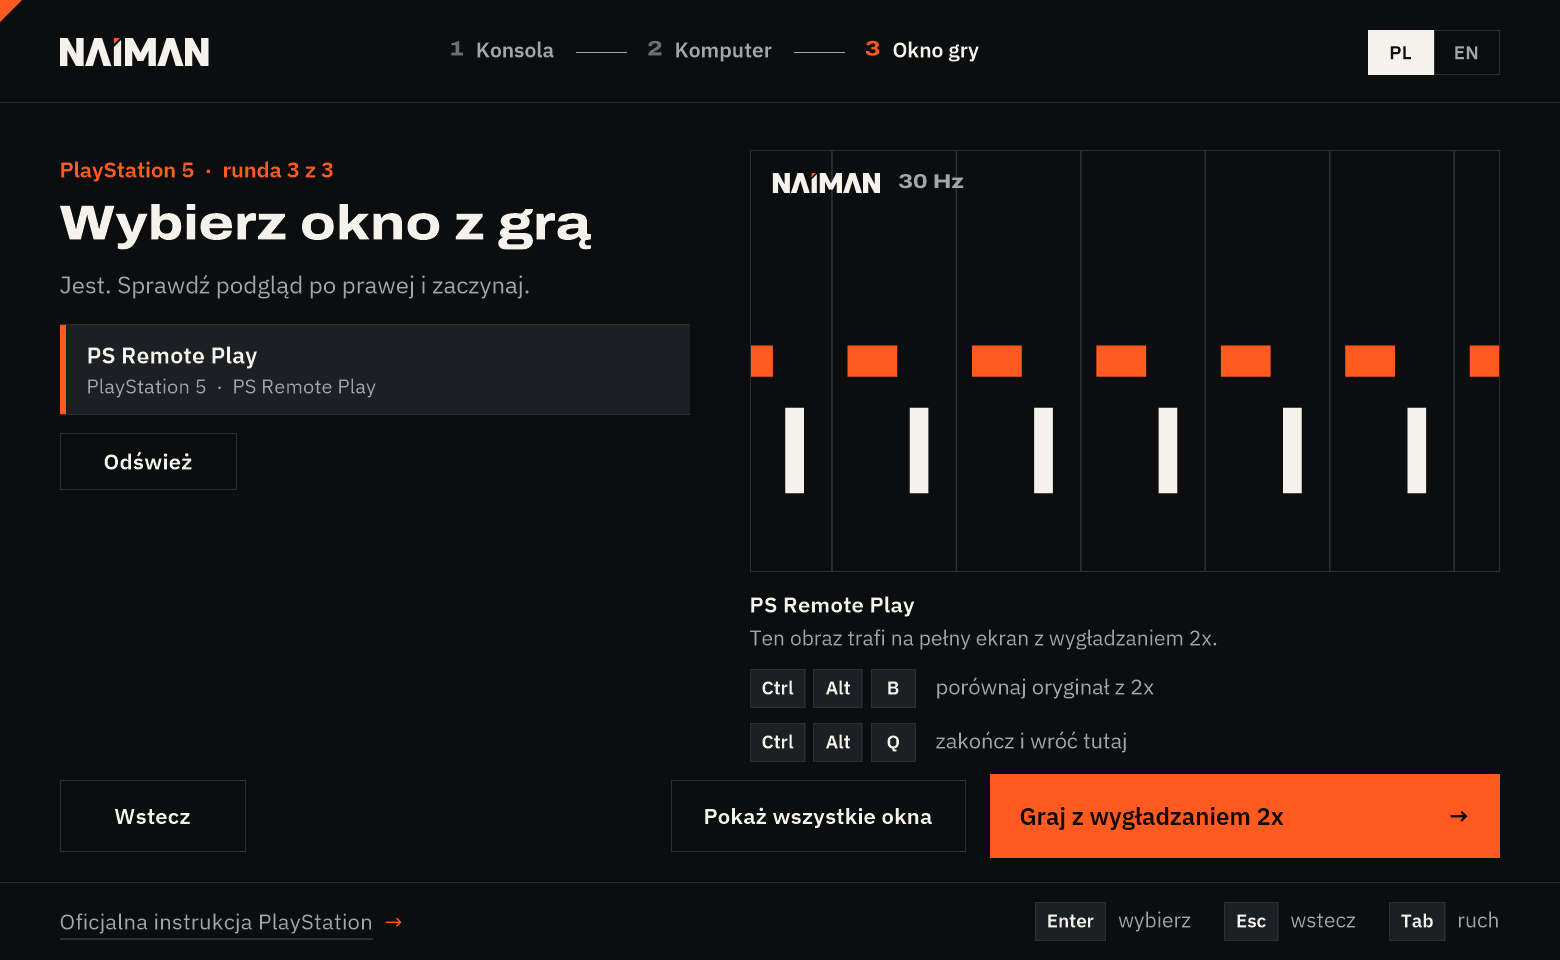 NAIMAN
1 Konsola
2 Komputer
3 Okno gry
PL
EN
PlayStation 5 · runda 3 z 3
Wybierz okno z grą
Jest. Sprawdź podgląd po prawej i zaczynaj.
PS Remote Play
PlayStation 5 · PS Remote Play
Odśwież
NAIMAN 30 Hz
PS Remote Play
Ten obraz trafi na pełny ekran z wygładzaniem 2x.
Ctrl Alt B porównaj oryginał z 2x
Ctrl Alt Q zakończ i wróć tutaj
Wstecz
Pokaż wszystkie okna
Graj z wygładzaniem 2x →
Oficjalna instrukcja PlayStation →
Enter wybierz
Esc wstecz
Tab ruch